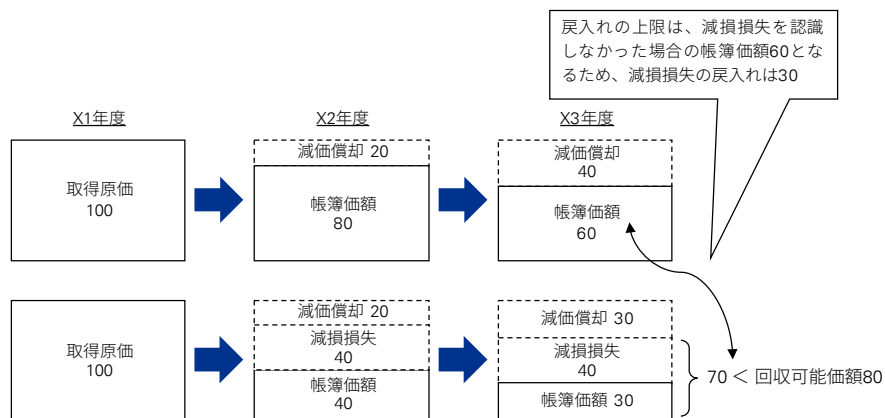 戻入れの上限は、減損損失を認識
しなかった場合の帳簿価額60とな
るため、減損損失の戻入れは30
X1年度
X2年度
X3年度
取得原価
100
減価償却 20
帳簿価額
80
減価償却
40
帳簿価額
60
取得原価
100
減価償却 20
減損損失
40
帳簿価額
40
減価償却 30
減損損失
40
帳簿価額 30
70 < 回収可能価額80